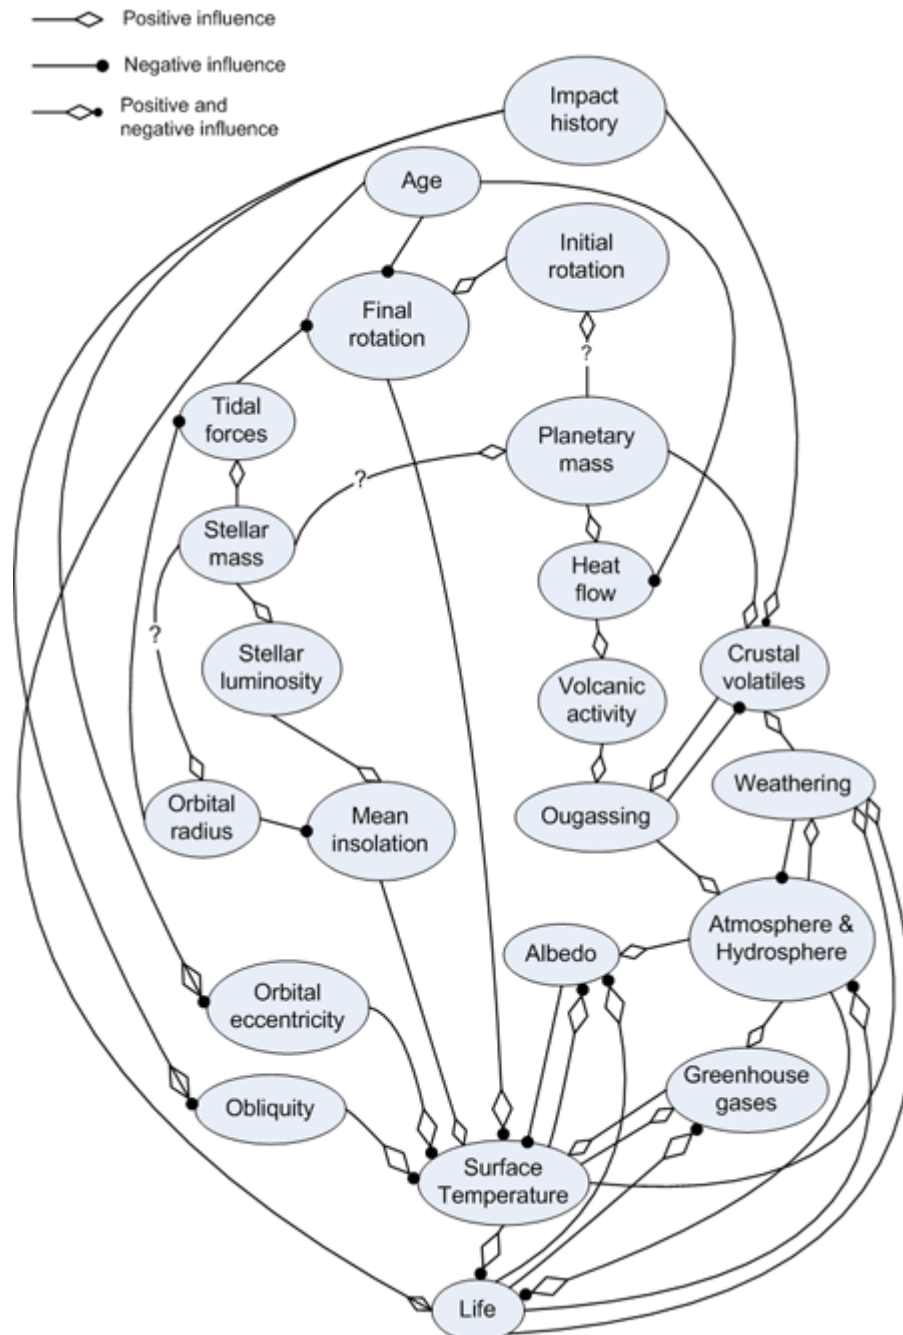 Positive influence
Negative influence
Positive and
negative influence
Impact
history
Age
Initial
rotation
Final
rotation
?
Tidal
forces
Planetary
mass
?
Stellar
mass
Heat
flow
?
Stellar
luminosity
Crustal
volatiles
Volcanic
activity
Weathering
Orbital
radius
Mean
insolation
Ougassing
Atmosphere &
Hydrosphere
Albedo
Orbital
eccentricity
Greenhouse
gases
Obliquity
Surface
Temperature
Life